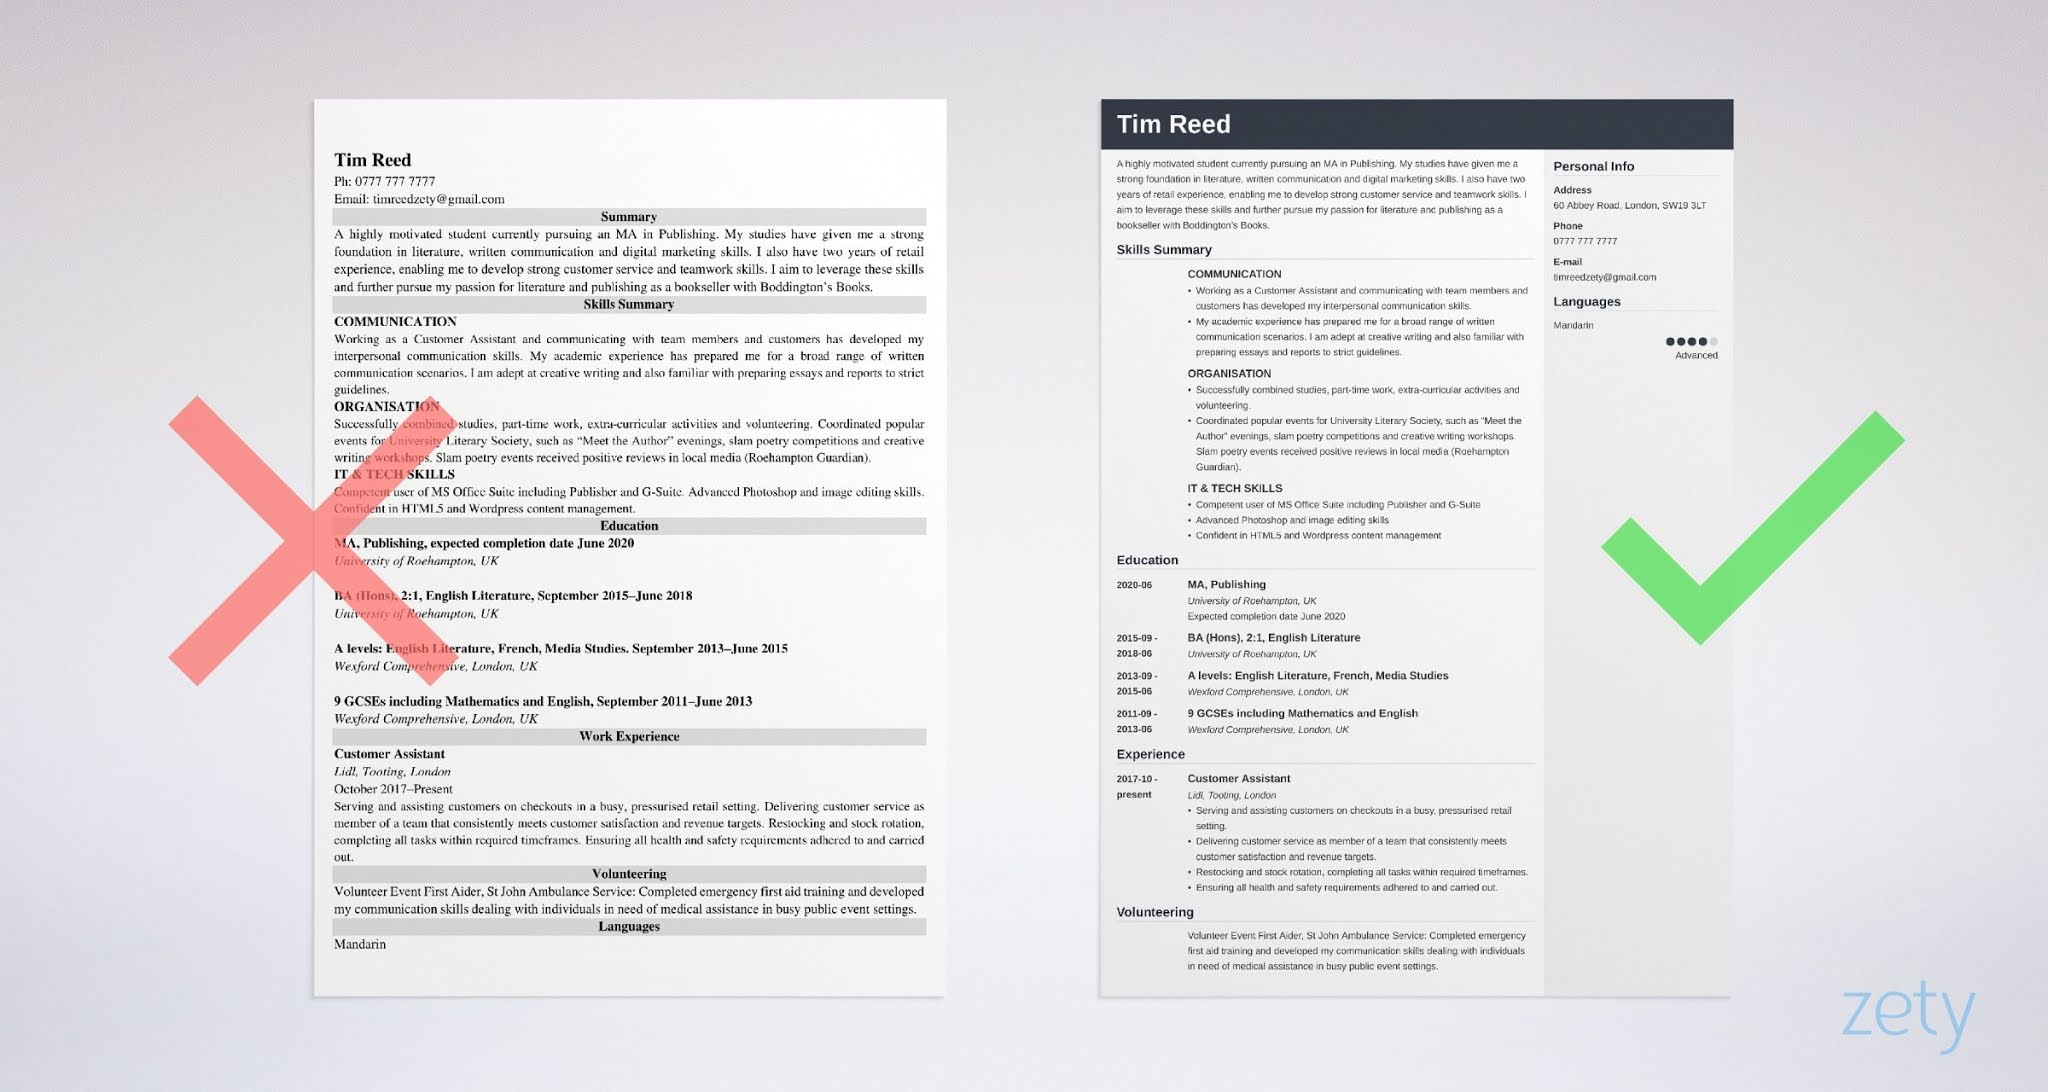 Tim Reed
Ph: 0777 777 7777
Email: timreedzety@gmail.com
Summary
A highly motivated student currently pursuing an MA in Publishing. My studies have given me a strong
foundation in literature, written communication and digital marketing skills. I also have two years of retail
experience, enabling me to develop strong customer service and teamwork skills. I aim to leverage these skills
and further pursue my passion for literature and publishing as a bookseller with Boddington's Books.
Skills Summary
COMMUNICATION
Working as a Customer Assistant and communicating with team members and customers has developed my
interpersonal communication skills. My academic experience has prepared me for a broad range of written
communication scenarios. I am adept at creative writing and also familiar with preparing essays and reports to strict
guidelines.
ORGANISATION
Successfully combined studies, part-time work, extra-curricular activities and volunteering. Coordinated popular
events for University Literary Society, such as “Meet the Author” evenings, slam poetry competitions and creative
writing workshops. Slam poetry events received positive reviews in local media (Roehampton Guardian).
IT & TECH SKILLS
Competent user of MS Office Suite including Publisher and G-Suite. Advanced Photoshop and image editing skills.
Confident in HTML5 and Wordpress content management.
Education
MA, Publishing, expected completion date June 2020
University of Roehampton, UK
BA (Hons), 2:1, English Literature, September 2015–June 2018
University of Roehampton, UK
A levels: English Literature, French, Media Studies. September 2013–June 2015
Wexford Comprehensive, London, UK
9 GCSEs including Mathematics and English, September 2011–June 2013
Wexford Comprehensive, London, UK
Work Experience
Customer Assistant
Lidl, Tooting, London
October 2017–Present
Serving and assisting customers on checkouts in a busy, pressurised retail setting. Delivering customer service as
member of a team that consistently meets customer satisfaction and revenue targets. Restocking and stock rotation,
completing all tasks within required timeframes. Ensuring all health and safety requirements adhered to and carried
out.
Volunteering
Volunteer Event First Aider, St John Ambulance Service: Completed emergency first aid training and developed
my communication skills dealing with individuals in need of medical assistance in busy public event settings.
Languages
Mandarin
Tim Reed
A highly motivated student currently pursuing an MA in Publishing. My studies have given me a
strong foundation in literature, written communication and digital marketing skills. I also have two
years of retail experience, enabling me to develop strong customer service and teamwork skills. I
aim to leverage these skills and further pursue my passion for literature and publishing as a
bookseller with Boddington's Books.
Skills Summary
COMMUNICATION
• Working as a Customer Assistant and communicating with team members and
customers has developed my interpersonal communication skills.
• My academic experience has prepared me for a broad range of written
communication scenarios. I am adept at creative writing and also familiar with
preparing essays and reports to strict guidelines.
ORGANISATION
• Successfully combined studies, part-time work, extra-curricular activities and
volunteering.
• Coordinated popular events for University Literary Society, such as "Meet the
Author" evenings, slam poetry competitions and creative writing workshops.
Slam poetry events received positive reviews in local media (Roehampton
Guardian).
IT & TECH SKILLS
• Competent user of MS Office Suite including Publisher and G-Suite
• Advanced Photoshop and image editing skills
• Confident in HTML5 and Wordpress content management
Education
2020-06 MA, Publishing
University of Roehampton, UK
Expected completion date June 2020
2015-09 - BA (Hons), 2:1, English Literature
2018-06 University of Roehampton, UK
2013-09 - A levels: English Literature, French, Media Studies
2015-06 Wexford Comprehensive, London, UK
2011-09 - 9 GCSEs including Mathematics and English
2013-06 Wexford Comprehensive, London, UK
Experience
2017-10 - Customer Assistant
present Lidl, Tooting, London
• Serving and assisting customers on checkouts in a busy, pressurised retail
setting.
• Delivering customer service as member of a team that consistently meets
customer satisfaction and revenue targets.
• Restocking and stock rotation, completing all tasks within required timeframes.
• Ensuring all health and safety requirements adhered to and carried out.
Volunteering
Volunteer Event First Aider, St John Ambulance Service: Completed emergency
first aid training and developed my communication skills dealing with individuals
in need of medical assistance in busy public event settings.
Personal Info
Address
60 Abbey Road, London, SW19 3LT
Phone
0777 777 7777
E-mail
timreedzety@gmail.com
Languages
Mandarin
Advanced
zety